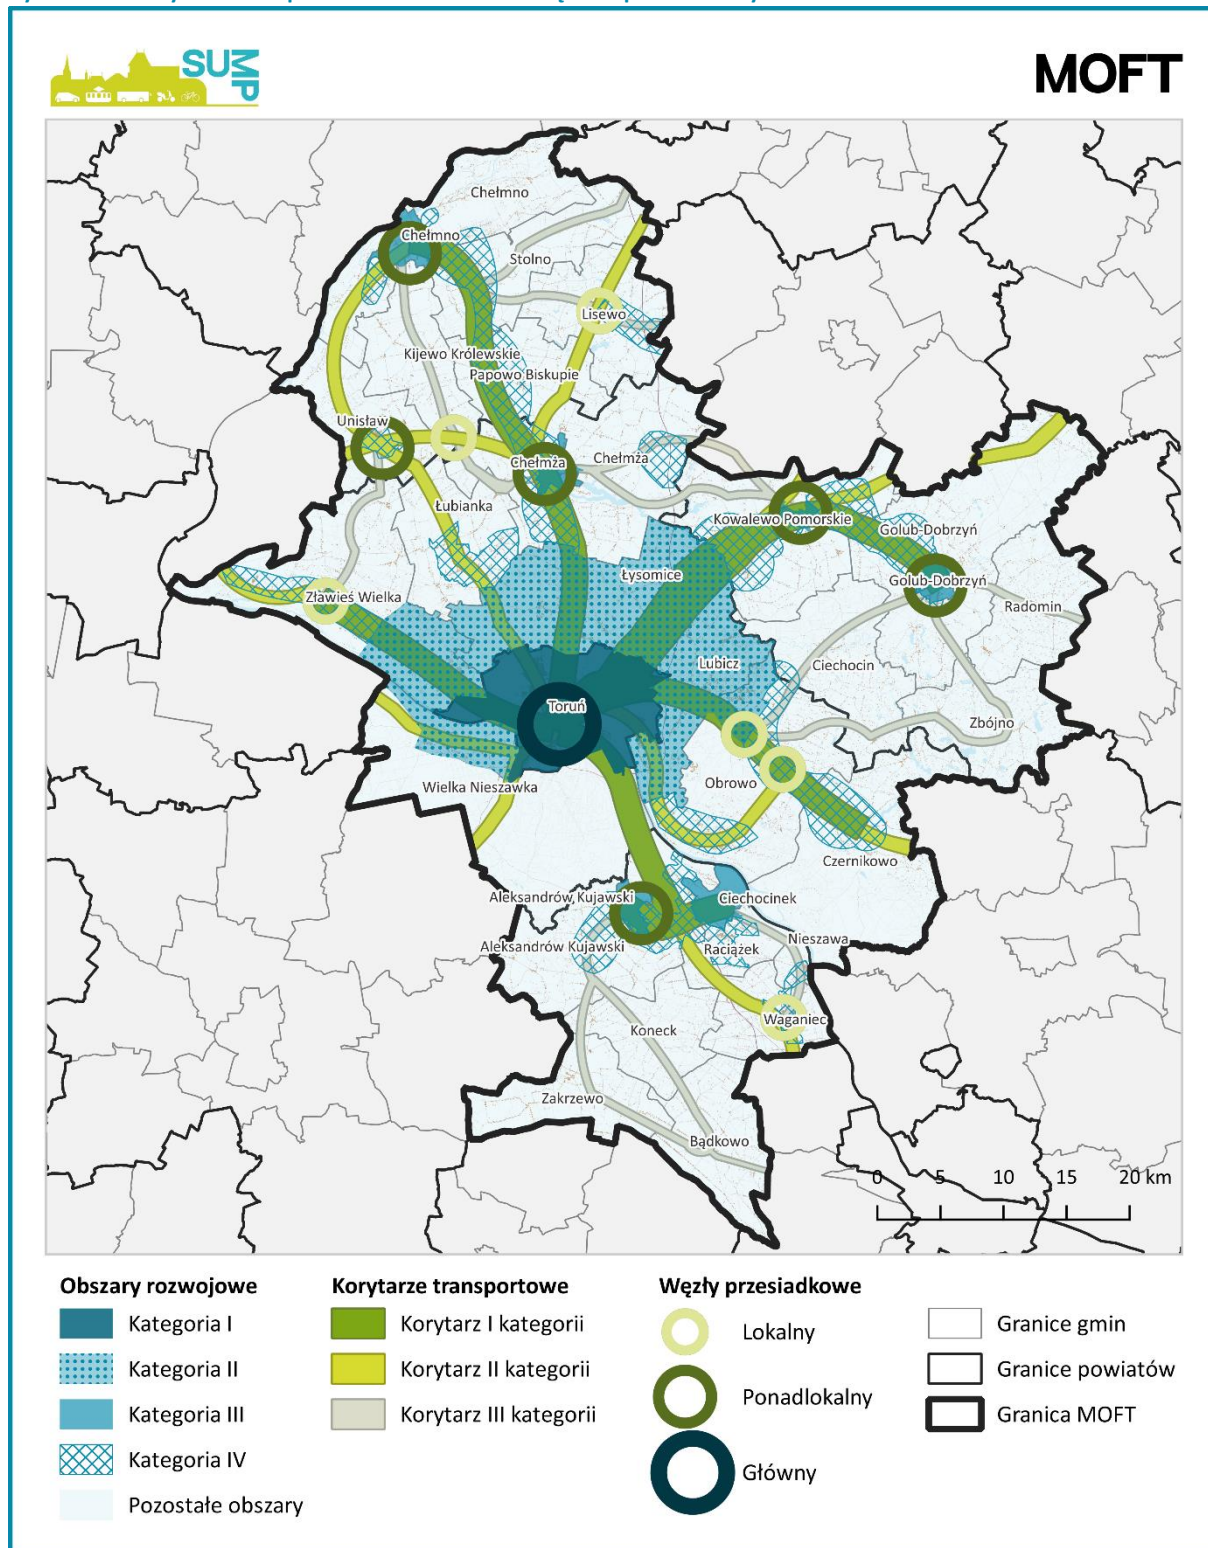 SUMP
MOFT
Chełmno
Chełmno
Stolno
Lisewo
Kijewo Królewskie
Papowo Biskupie
Unisław
Chełmża
Chełmża
Łubianka
Kowalewo Pomorskie
Golub-Dobrzyń
Łysomice
Golub-Dobrzyń
Zławieś Wielka
Radomin
Lubicz
Ciechocin
Toruń
Zbójno
Wielka Nieszawka
Obrowo
Czernikowo
Aleksandrów Kujawski
Ciechocinek
Aleksandrów Kujawski
Raciążek
Nieszawa
Waganiec
Koneck
Zakrzewo
Bądkowo
0 5 10 15 20 km
Obszary rozwojowe
Kategoria I
Kategoria II
Kategoria III
Kategoria IV
Pozostałe obszary
Korytarze transportowe
Korytarz I kategorii
Korytarz II kategorii
Korytarz III kategorii
Węzły przesiadkowe
Lokalny
Ponadlokalny
Główny
Granice gmin
Granice powiatów
Granica MOFT